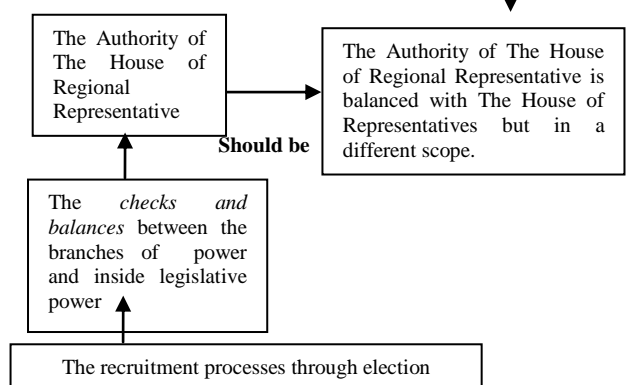 The Authority of
The House of
Regional
Representative
The Authority of The House
of Regional Representative is
balanced with The House of
Representatives but in a
different scope.
Should be
The checks and
balances between the
branches of power
and inside legislative
power
The recruitment processes through election